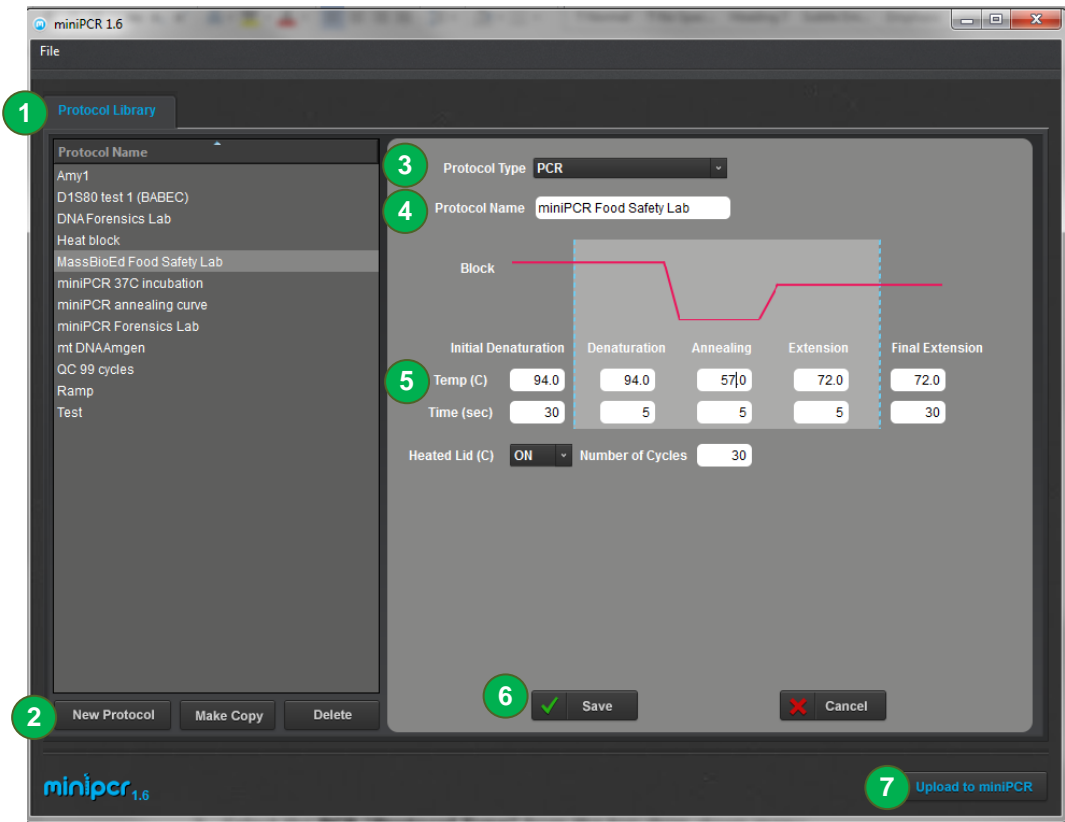 miniPCR 1.6
File
1
Protocol Library
Protocol Name
Amy1
D1S80 test 1 (BABEC)
DNA Forensics Lab
Heat block
MassBioEd Food Safety Lab
miniPCR 37C incubation
miniPCR annealing curve
miniPCR Forensics Lab
mt DNAAmgen
QC 99 cycles
Ramp
Test
2 New Protocol Make Copy Delete
3 Protocol Type PCR
4 Protocol Name miniPCR Food Safety Lab
Block
Initial Denaturation Denaturation Annealing Extension Final Extension
5 Temp (C) 94.0 94.0 57.0 72.0 72.0
Time (sec) 30 5 5 5 30
Heated Lid (C) ON Number of Cycles 30
6 Save Cancel
minipcr 1.6
7 Upload to miniPCR